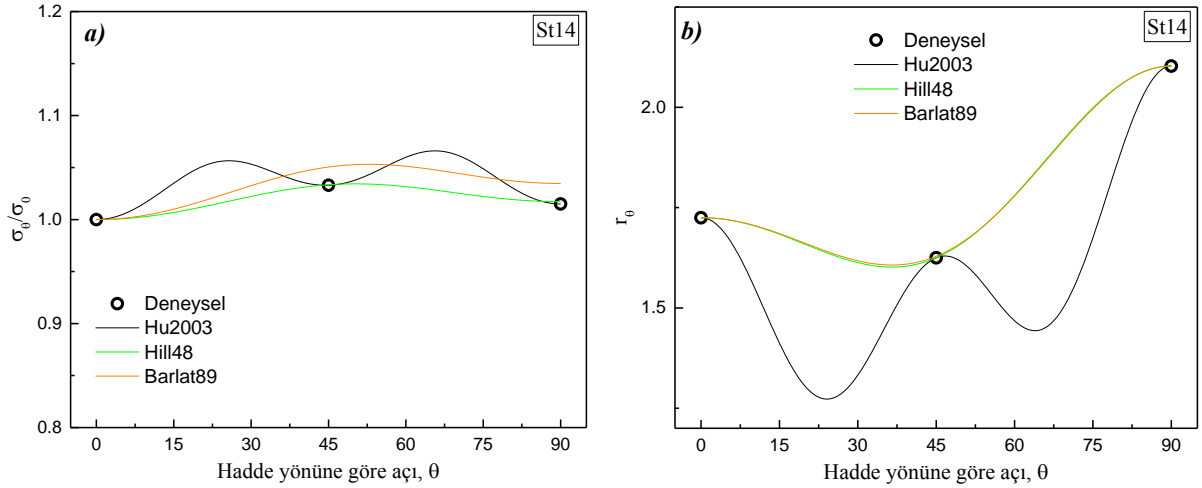 a)
St14
1.2
1.1
1.0
0.9
0.8
σθ/σ0
Deneysel
Hu2003
Hill48
Barlat89
0 15 30 45 60 75 90
Hadde yönüne göre açı, θ
b)
St14
Deneysel
Hu2003
Hill48
Barlat89
2.0
1.5
rθ
0 15 30 45 60 75 90
Hadde yönüne göre açı, θ